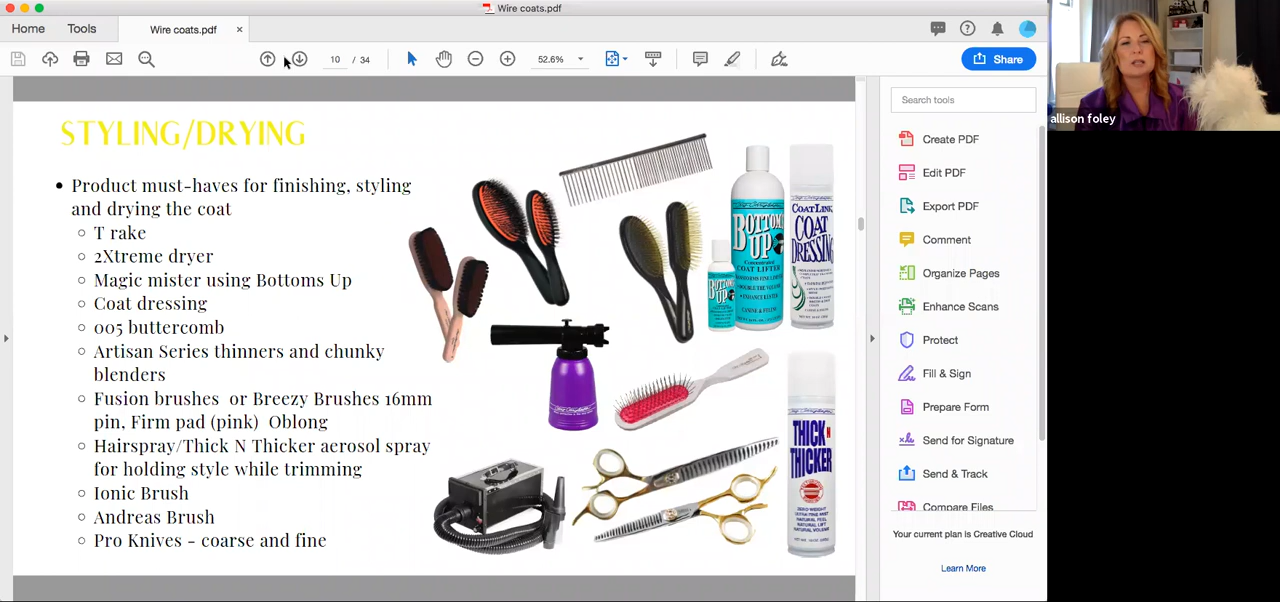 Wire coats.pdf
Home
Tools
Wire coats.pdf
×
10 / 34
52.6%
Share
allison foley
STYLING/DRYING
• Product must-haves for finishing, styling
and drying the coat
○ T rake
○ 2Xtreme dryer
○ Magic mister using Bottoms Up
○ Coat dressing
○ 005 buttercomb
○ Artisan Series thinners and chunky
blenders
○ Fusion brushes or Breezy Brushes 16mm
pin, Firm pad (pink) Oblong
○ Hairspray/Thick N Thicker aerosol spray
for holding style while trimming
○ Ionic Brush
○ Andreas Brush
○ Pro Knives - coarse and fine
BOTTOMS
UP
COAT LIFTER
CANINE & FELINE
BOTTOMS
UP
COATLINK
COAT
DRESSING
THICK
N
THICKER
Search tools
Create PDF
Edit PDF
Export PDF
Comment
Organize Pages
Enhance Scans
Protect
Fill & Sign
Prepare Form
Send for Signature
Send & Track
Compare Files
Your current plan is Creative Cloud
Learn More